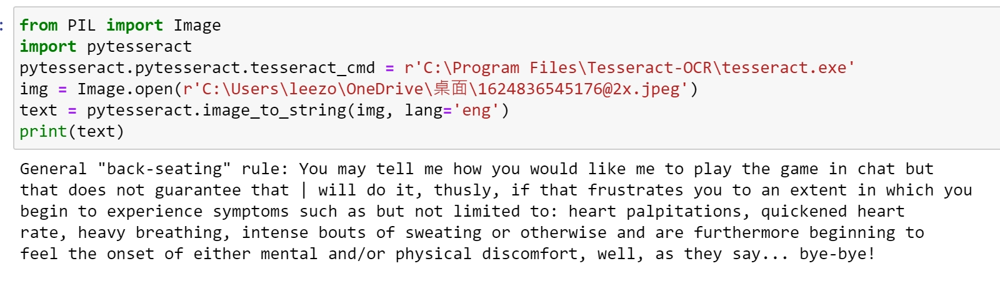 :
from PIL import Image
import pytesseract
pytesseract.pytesseract.tesseract_cmd = r'C:\Program Files\Tesseract-OCR\tesseract.exe'
img = Image.open(r'C:\Users\leezo\OneDrive\桌面\1624836545176@2x.jpeg')
text = pytesseract.image_to_string(img, lang='eng')
print(text)
General "back-seating" rule: You may tell me how you would like me to play the game in chat but
that does not guarantee that | will do it, thusly, if that frustrates you to an extent in which you
begin to experience symptoms such as but not limited to: heart palpitations, quickened heart
rate, heavy breathing, intense bouts of sweating or otherwise and are furthermore beginning to
feel the onset of either mental and/or physical discomfort, well, as they say... bye-bye!